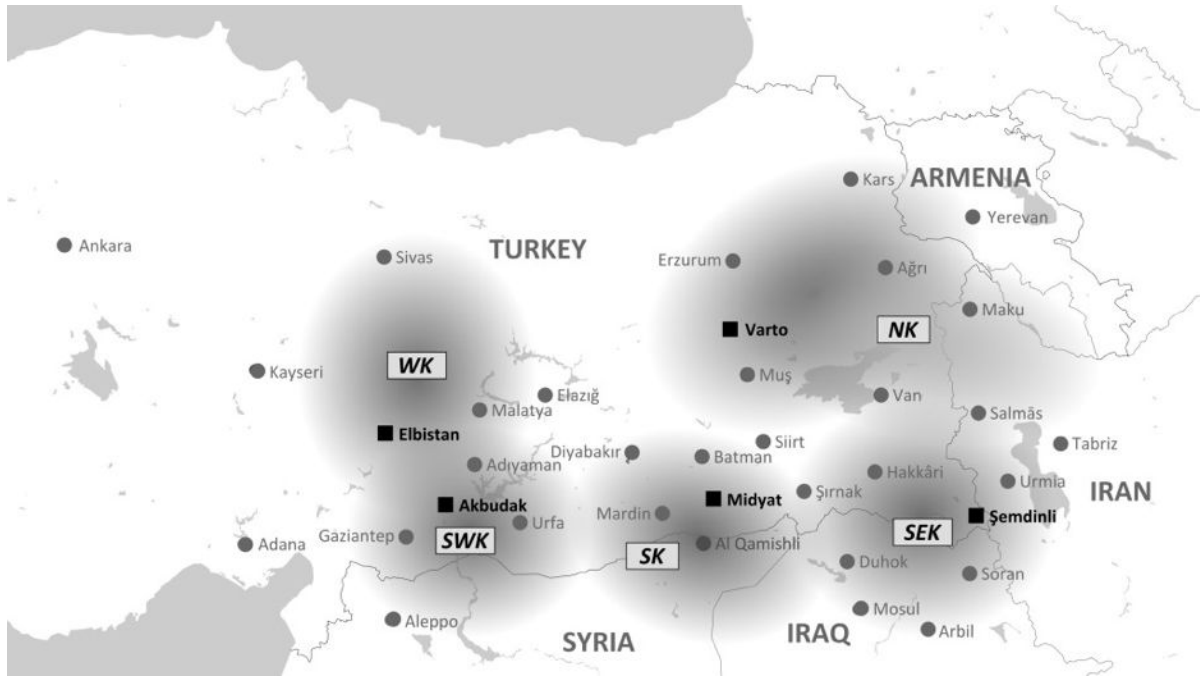 Kars
ARMENIA
Yerevan
Ankara
Sivas
TURKEY
Erzurum
Ağrı
Maku
Varto
NK
WK
Kayseri
Muş
Elazığ
Van
Malatya
Salmās
Elbistan
Siirt
Tabriz
Diyabakır
Batman
Adıyaman
Hakkâri
Urmia
IRAN
Şırnak
Midyat
Akbudak
Mardin
Şemdinli
Urfa
Gaziantep
SWK
SEK
Adana
Al Qamishli
SK
Duhok
Soran
Mosul
Aleppo
Arbil
SYRIA
IRAQ